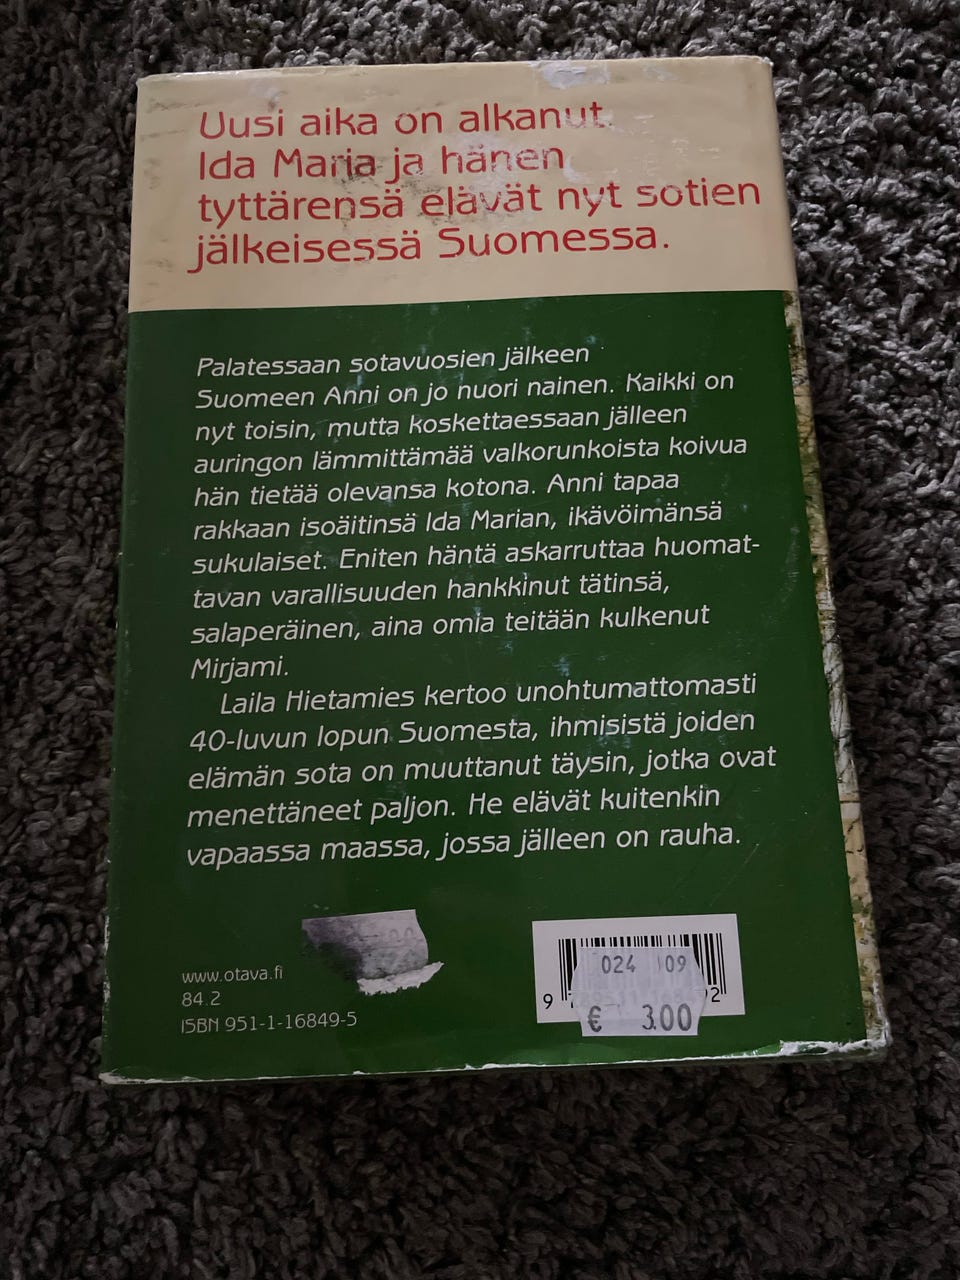 Uusi aika on alkanut.
Ida Maria ja hänen
tyttärensä elävät nyt sotien
jälkeisessä Suomessa.
Palatessaan sotavuosien jälkeen
Suomeen Anni on jo nuori nainen. Kaikki on
nyt toisin, mutta koskettaessaan jälleen
auringon lämmittämää valkorunkoista koivua
hän tietää olevansa kotona. Anni tapaa
rakkaan isoäitinsä Ida Marian, ikävöimänsä
sukulaiset. Eniten häntä askarruttaa huomat-
tavan varallisuuden hankkinut tätinsä,
salaperäinen, aina omia teitään kulkenut
Mirjami.
Laila Hietamies kertoo unohtumattomasti
40-luvun lopun Suomesta, ihmisistä joiden
elämän sota on muuttanut täysin, jotka ovat
menettäneet paljon. He elävät kuitenkin
vapaassa maassa, jossa jälleen on rauha.
www.otava.fi
84.2
ISBN 951-1-16849-5
024 09
€ 3.00